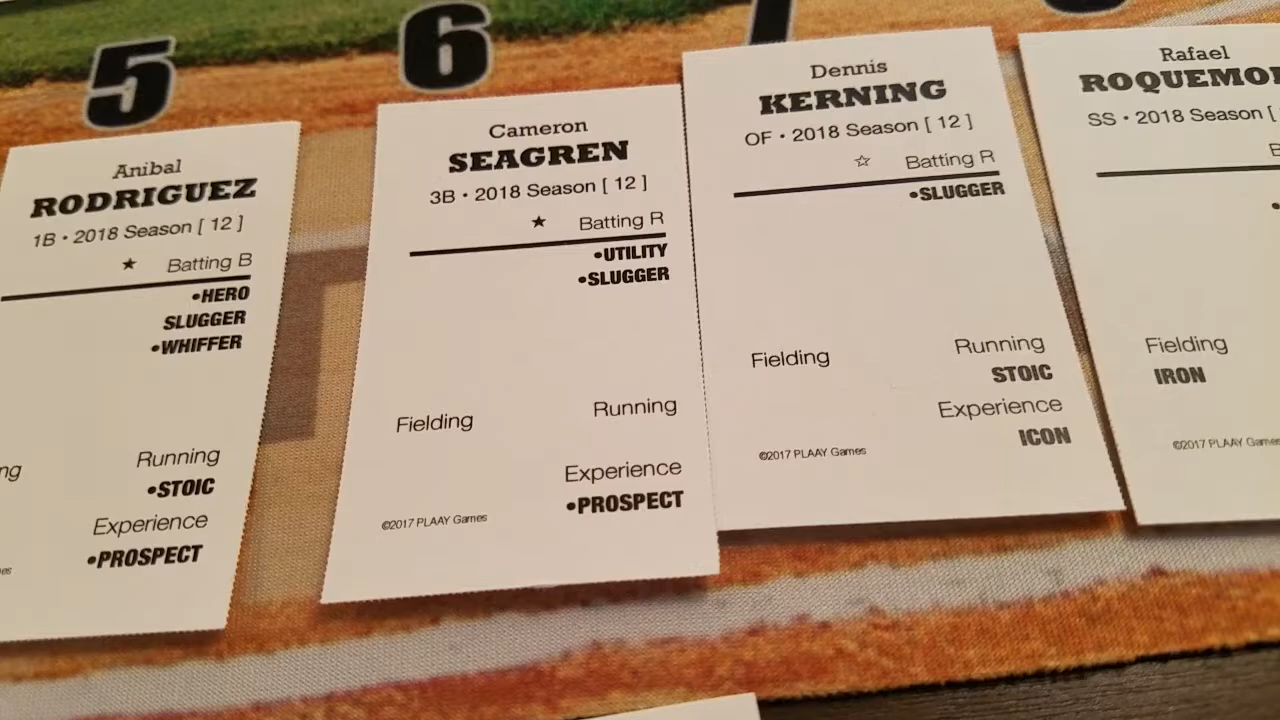 5
6
7
Anibal
RODRIGUEZ
1B • 2018 Season [ 12 ]
★ Batting B
•HERO
SLUGGER
•WHIFFER
Running
•STOIC
Experience
•PROSPECT
Cameron
SEAGREN
3B • 2018 Season [ 12 ]
★ Batting R
•UTILITY
•SLUGGER
Fielding Running
Experience
•PROSPECT
©2017 PLAAY Games
Dennis
KERNING
OF • 2018 Season [ 12 ]
☆ Batting R
•SLUGGER
Fielding Running
STOIC
Experience
ICON
©2017 PLAAY Games
Rafael
ROQUEMO
SS • 2018 Season [
Fielding
IRON
©2017 PLAAY Games